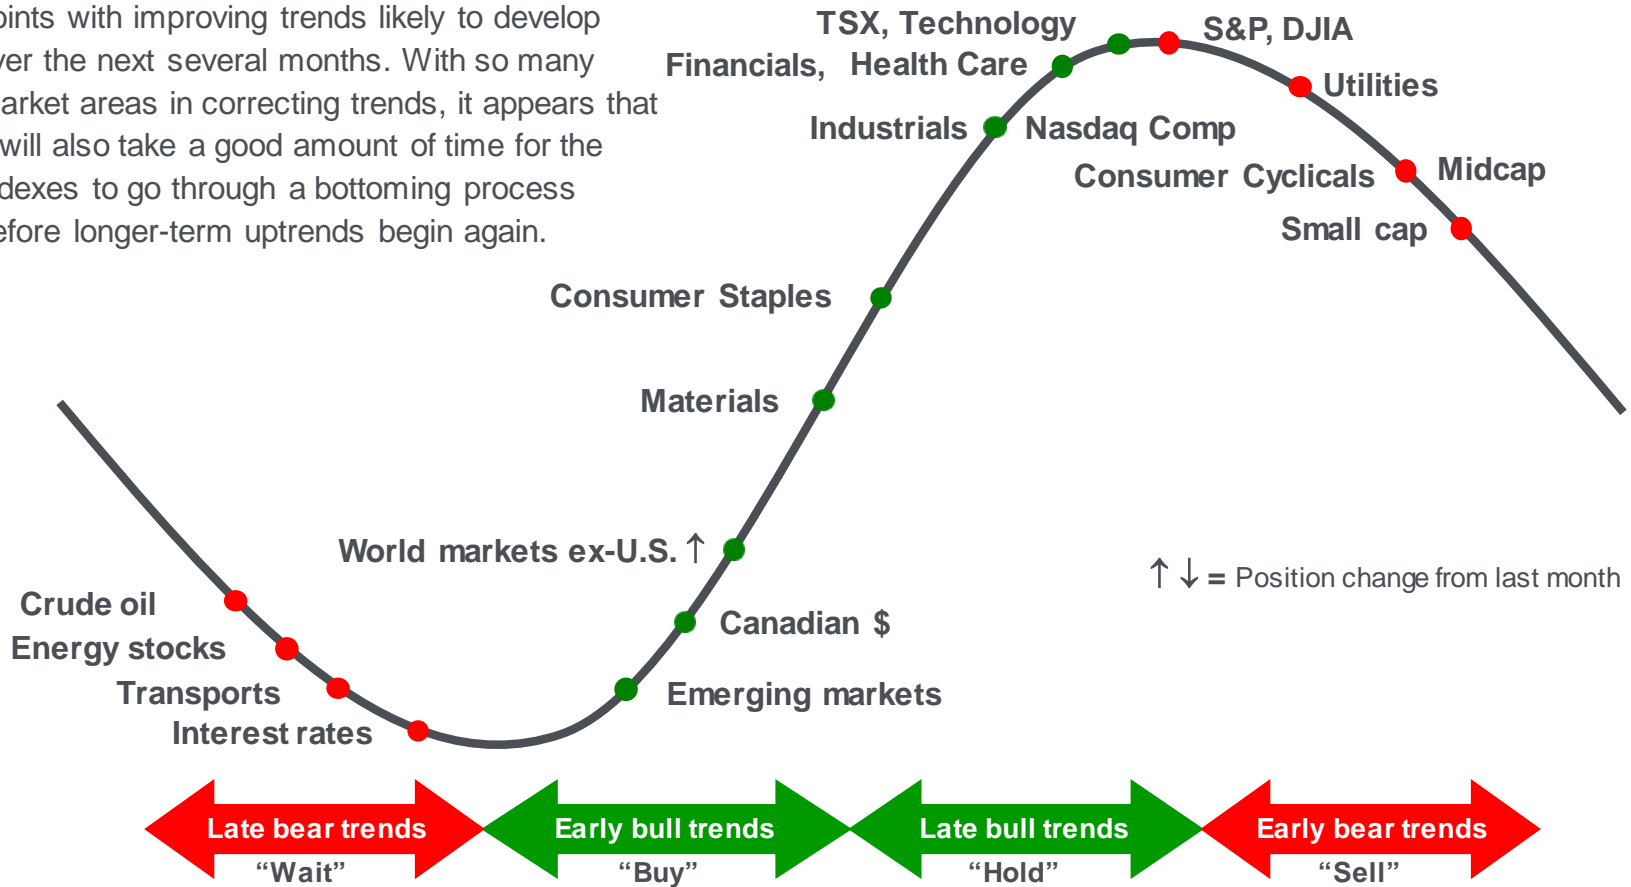 oints with improving trends likely to develop
ver the next several months. With so many
arket areas in correcting trends, it appears that
will also take a good amount of time for the
dexes to go through a bottoming process
efore longer-term uptrends begin again.
TSX, Technology
S&P, DJIA
Financials, Health Care
Utilities
Industrials
Nasdaq Comp
Consumer Cyclicals
Midcap
Small cap
Consumer Staples
Materials
World markets ex-U.S. ↑
↑ ↓ = Position change from last month
Crude oil
Canadian $
Energy stocks
Transports
Emerging markets
Interest rates
Late bear trends
Early bull trends
Late bull trends
Early bear trends
“Wait”
“Buy”
“Hold”
“Sell”